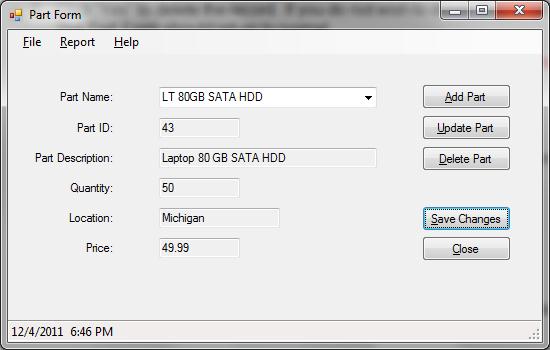 Part Form
File Report Help
Part Name: LT 80GB SATA HDD Add Part
Part ID: 43 Update Part
Part Description: Laptop 80 GB SATA HDD Delete Part
Quantity: 50
Location: Michigan Save Changes
Price: 49.99 Close
12/4/2011 6:46 PM